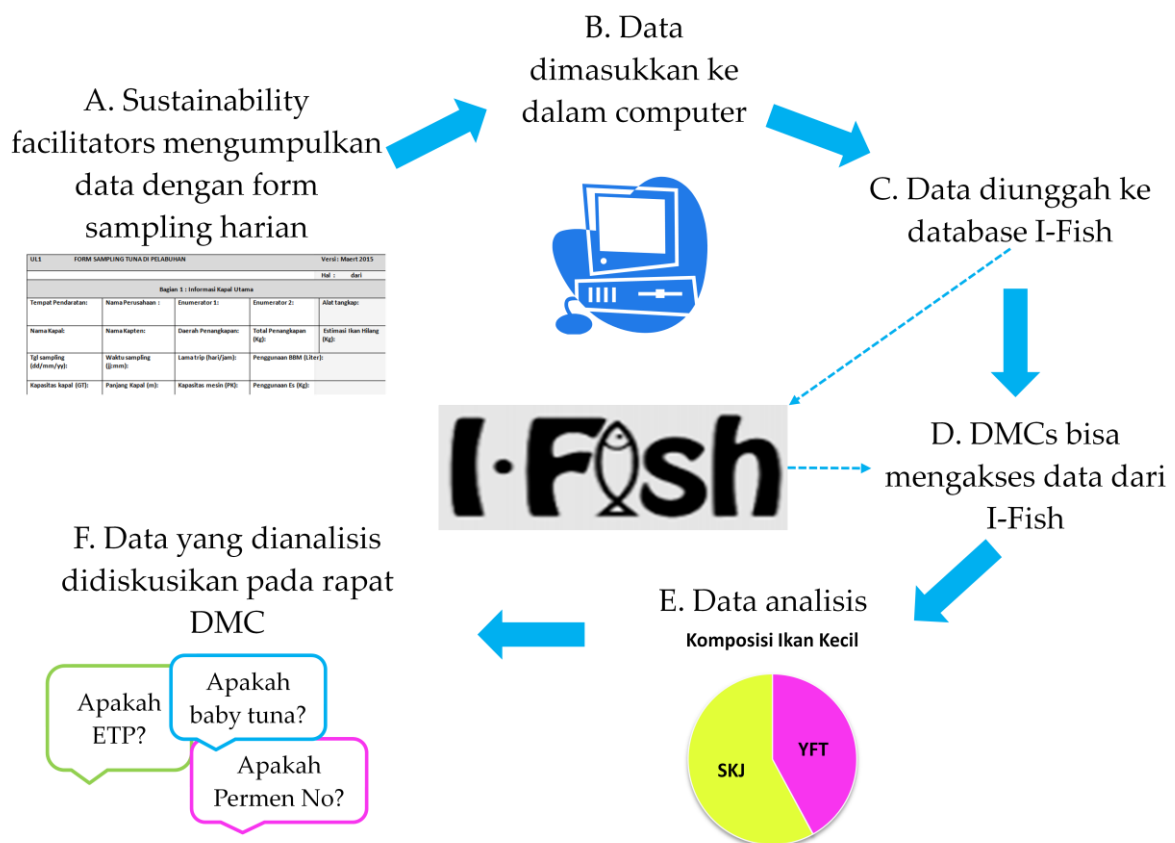 A. Sustainability
facilitators mengumpulkan
data dengan form
sampling harian
UL1 FORM SAMPLING TUNA DI PELABUHAN Versi : Maert 2015
Hal : dari
Bagian 1 : Informasi Kapal Utama
Tempat Pendaratan: Nama Perusahaan : Enumerator 1: Enumerator 2: Alat tangkap:
Nama Kapal: Nama Kapten: Daerah Penangkapan: Total Penangkapan Estimasi Ikan Hilang
(Kg): (Kg):
Tgl sampling Waktu sampling Lama trip (hari/jam): Penggunaan BBM (Liter):
(dd/mm/yy): (jj:mm):
Kapasitas kapal (GT): Panjang Kapal (m): Kapasitas mesin (PK): Penggunaan Es (Kg):
B. Data
dimasukkan ke
dalam computer
C. Data diunggah ke
database I-Fish
I·Fish
D. DMCs bisa
mengakses data dari
I-Fish
E. Data analisis
Komposisi Ikan Kecil
YFT
SKJ
F. Data yang dianalisis
didiskusikan pada rapat
DMC
Apakah
ETP?
Apakah
baby tuna?
Apakah
Permen No?